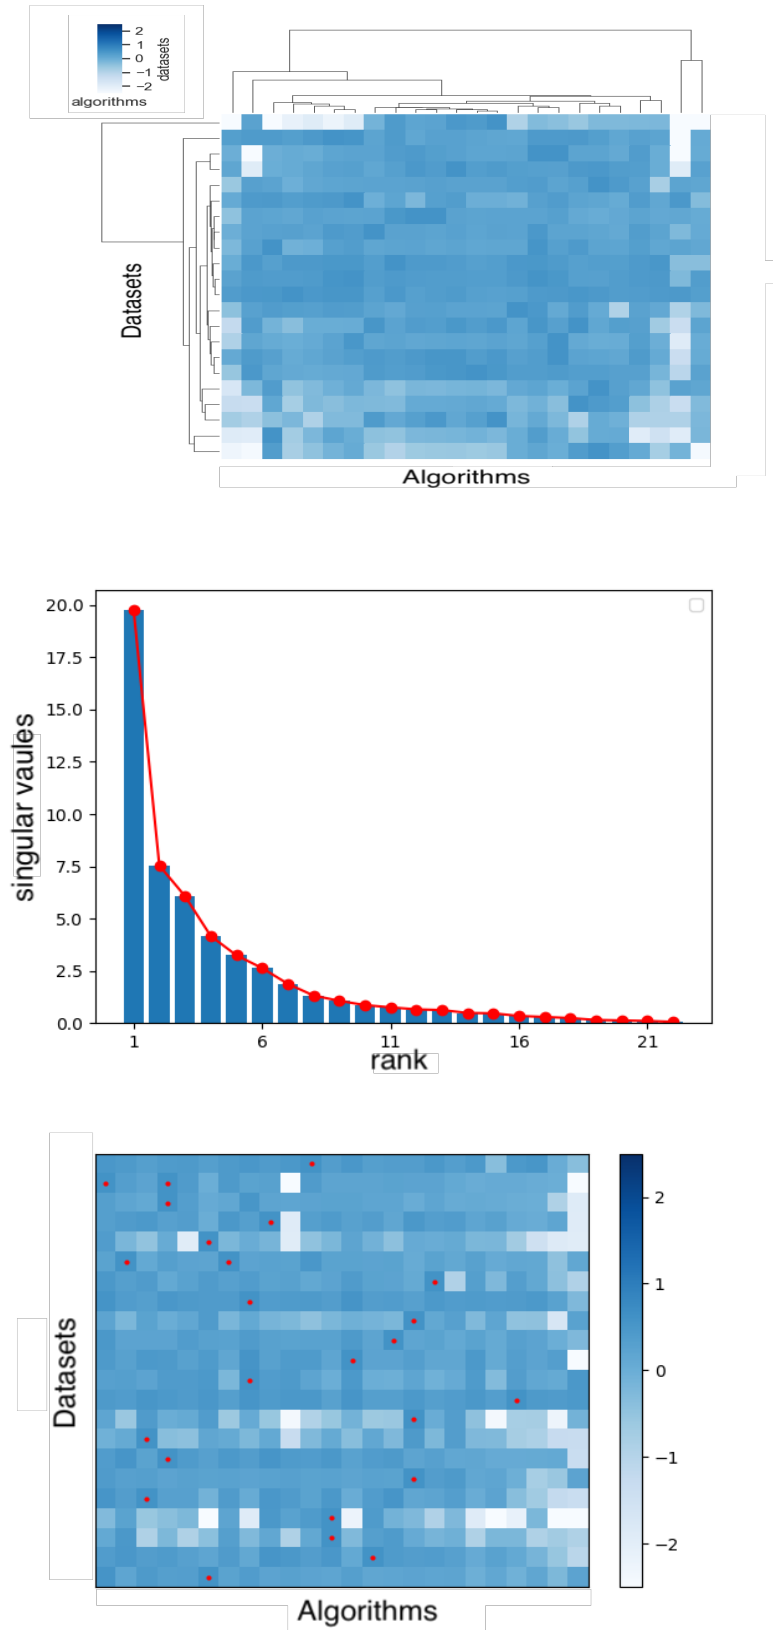 2
1
0
−1
−2
datasets
algorithms
Datasets
Algorithms
20.0
17.5
15.0
12.5
10.0
7.5
5.0
2.5
0.0
singular vaules
1 6 11 16 21
rank
Datasets
2
1
0
−1
−2
Algorithms